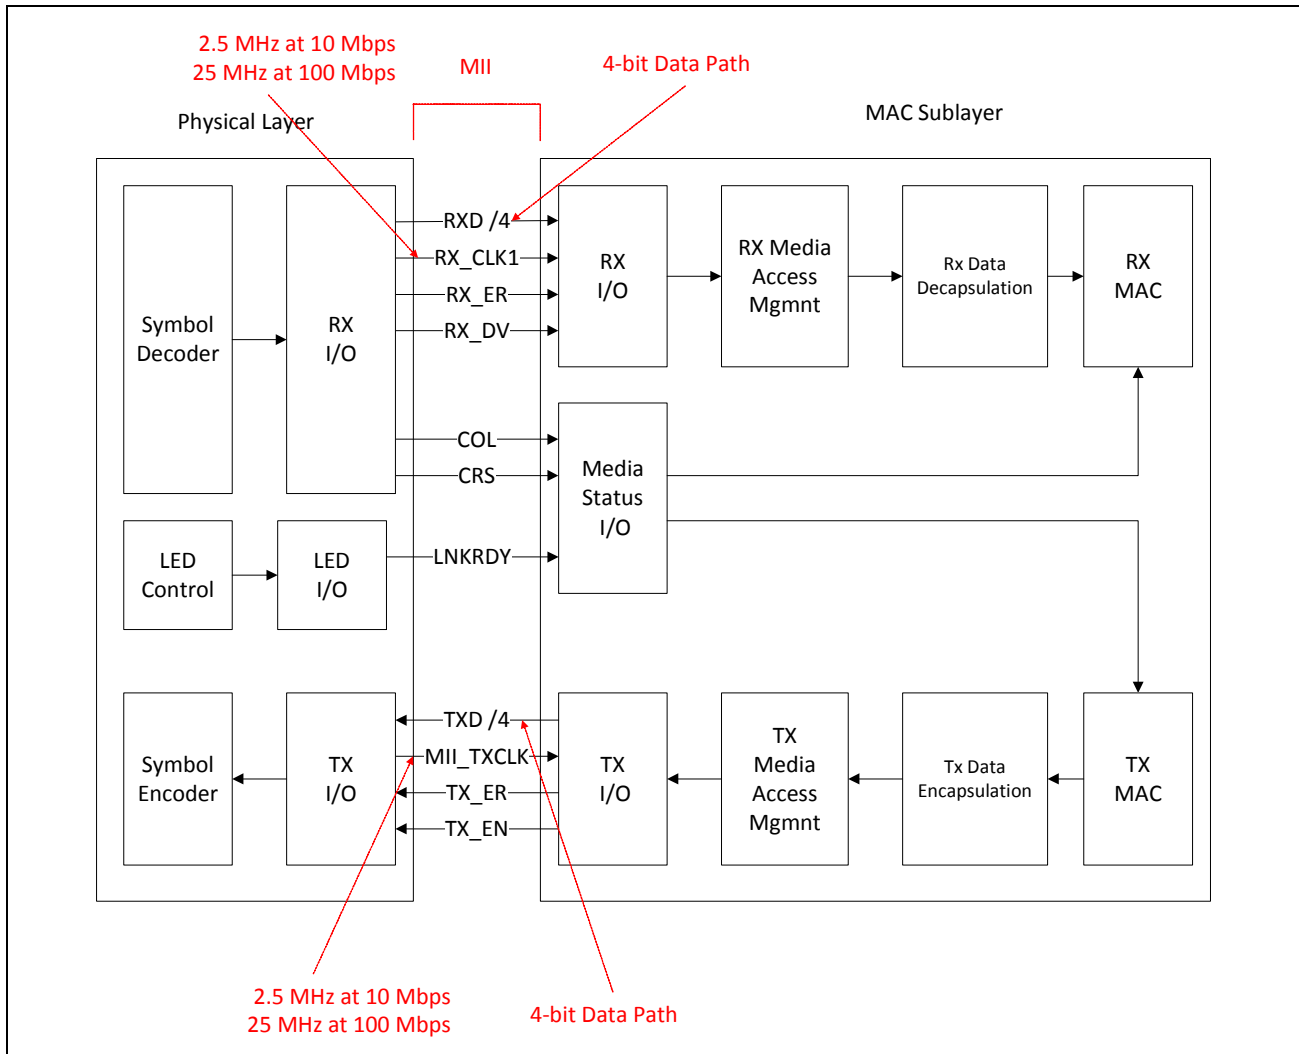 2.5 MHz at 10 Mbps
25 MHz at 100 Mbps
MII
4-bit Data Path
Physical Layer
MAC Sublayer
Symbol
Decoder
RX
I/O
RXD /4
RX_CLK1
RX_ER
RX_DV
COL
CRS
RX
I/O
RX Media
Access
Mgmnt
Rx Data
Decapsulation
RX
MAC
Media
Status
I/O
LED
Control
LED
I/O
LNKRDY
Symbol
Encoder
TX
I/O
TXD /4
MII_TXCLK
TX_ER
TX_EN
TX
I/O
TX
Media
Access
Mgmnt
Tx Data
Encapsulation
TX
MAC
2.5 MHz at 10 Mbps
25 MHz at 100 Mbps
4-bit Data Path